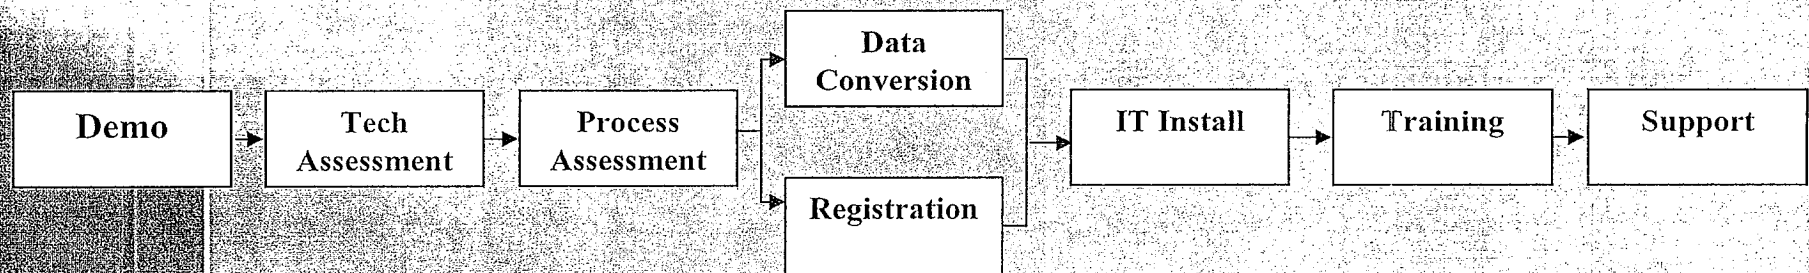 Demo
Tech
Assessment
Process
Assessment
Data
Conversion
Registration
IT Install
Training
Support